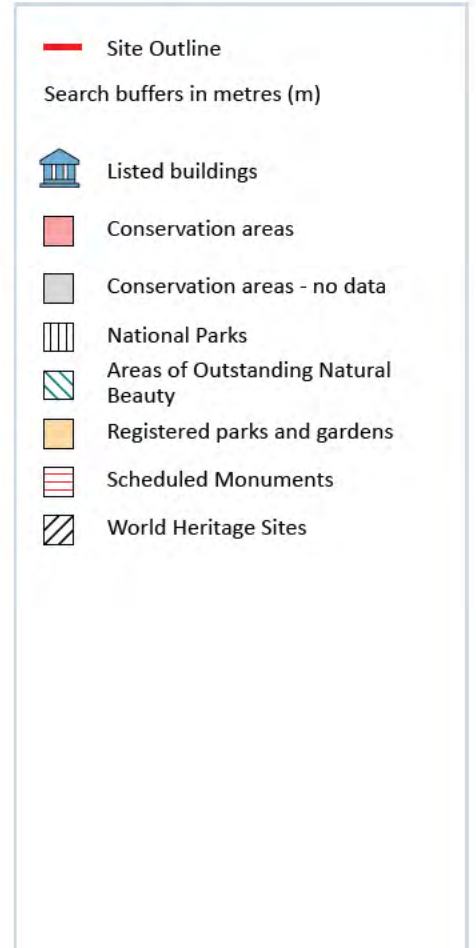 Site Outline
Search buffers in metres (m)
Listed buildings
Conservation areas
Conservation areas - no data
National Parks
Areas of Outstanding Natural
Beauty
Registered parks and gardens
Scheduled Monuments
World Heritage Sites